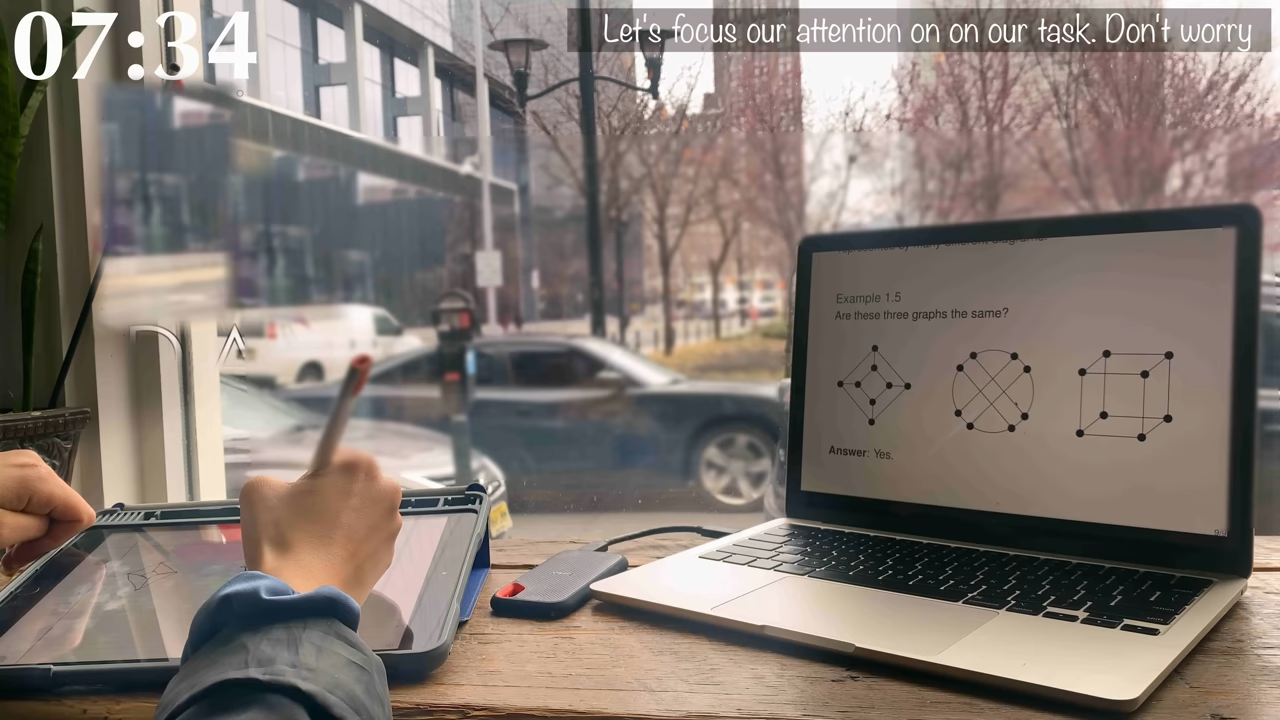 07:34
Let's focus our attention on on our task. Don't worry
Example 1.5
Are these three graphs the same?
Answer: Yes.